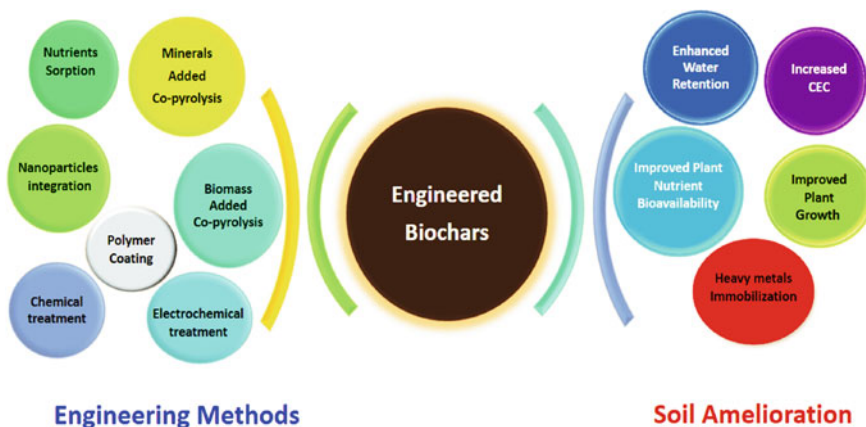 Nutrients
Sorption
Minerals
Added
Co-pyrolysis
Nanoparticles
integration
Biomass
Added
Co-pyrolysis
Polymer
Coating
Chemical
treatment
Electrochemical
treatment
Engineering Methods
Engineered
Biochars
Enhanced
Water
Retention
Increased
CEC
Improved Plant
Nutrient
Bioavailability
Improved
Plant
Growth
Heavy metals
Immobilization
Soil Amelioration